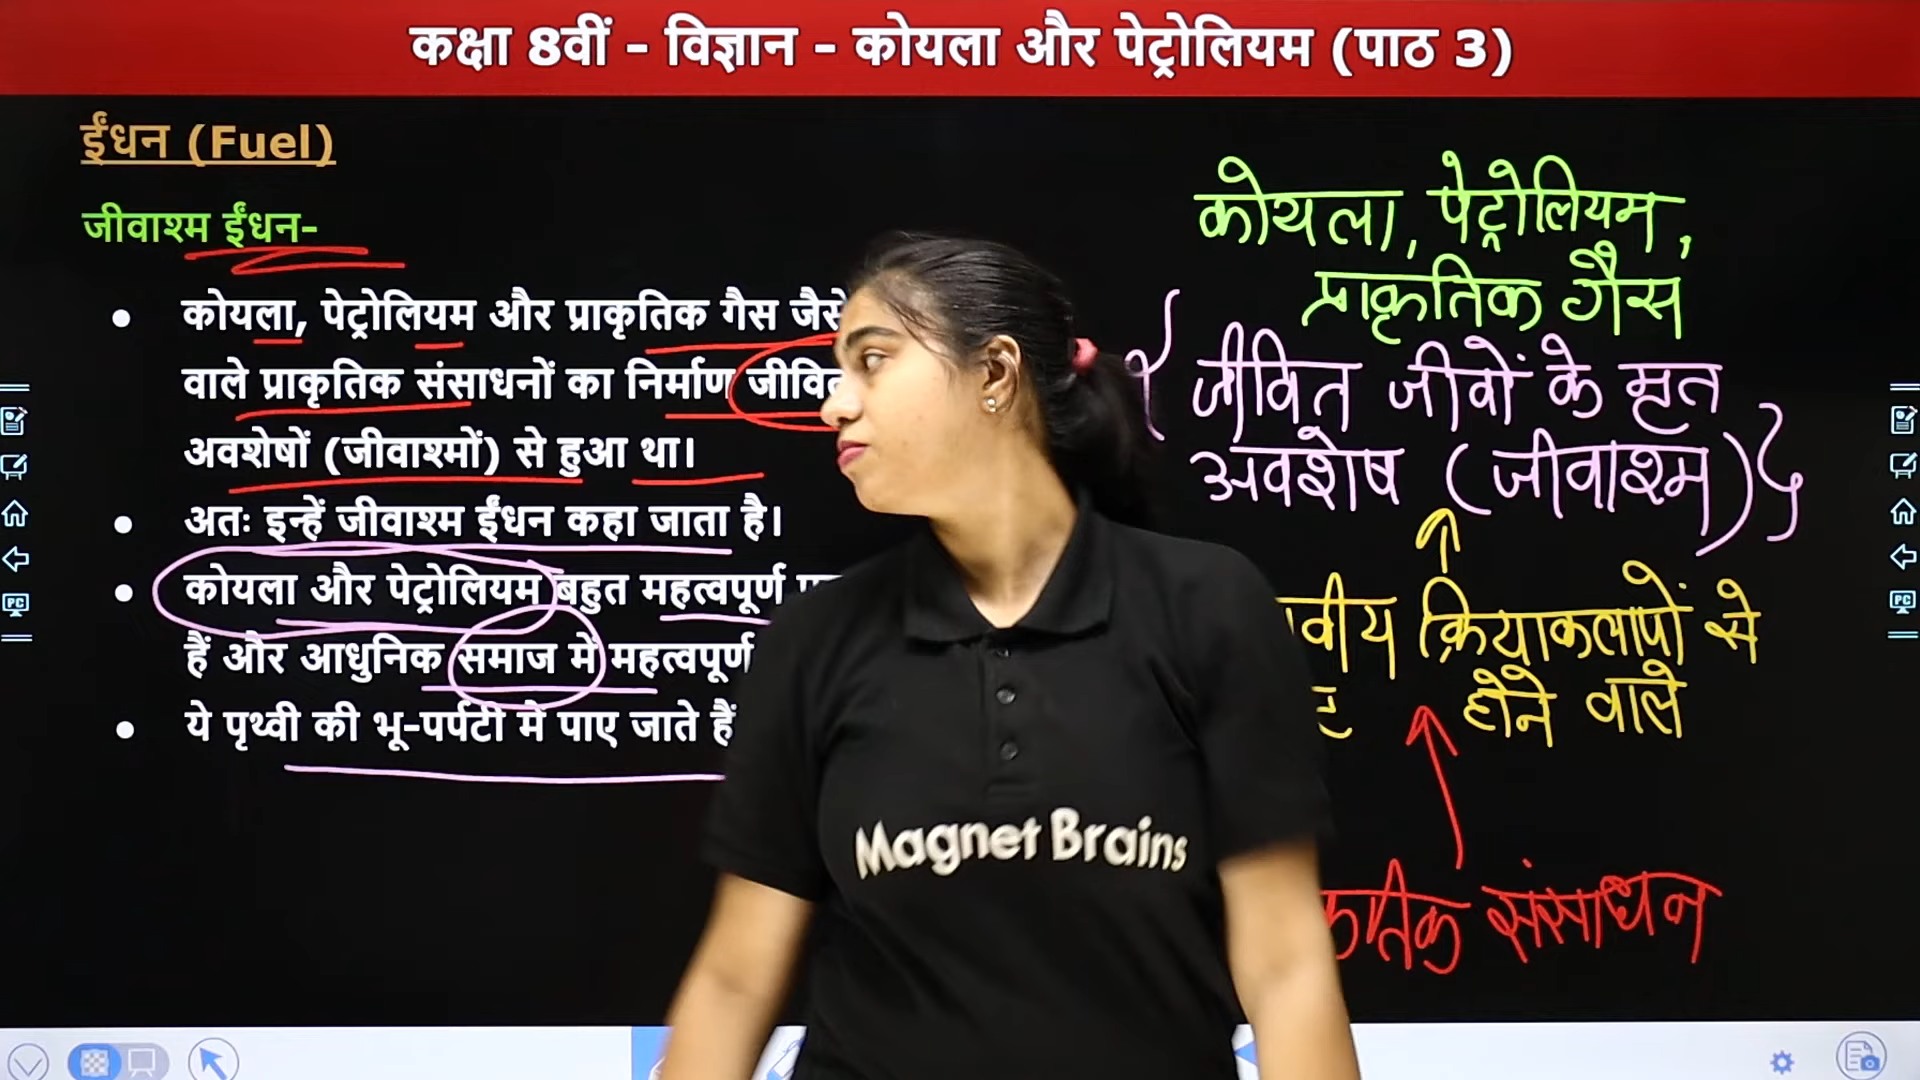 कक्षा 8वीं – विज्ञान – कोयला और पेट्रोलियम (पाठ 3)
ईंधन (Fuel)
जीवाश्म ईंधन-
कोयला, पेट्रोलियम और प्राकृतिक गैस जैसे
वाले प्राकृतिक संसाधनों का निर्माण
अवशेषों (जीवाश्मों) से हुआ था।
अतः इन्हें जीवाश्म ईंधन कहा जाता है।
कोयला और पेट्रोलियम बहुत महत्वपूर्ण
हैं और आधुनिक समाज में महत्वपूर्ण
ये पृथ्वी की भू-पर्पटी में पाए जाते हैं
कोयला, पेट्रोलियम,
प्राकृतिक गैस
जीवित जीवों के मृत
अवशेष (जीवाश्म)
क्रियाकलापों से
होने वाले
संसाधन
Magnet Brains
PC
PC